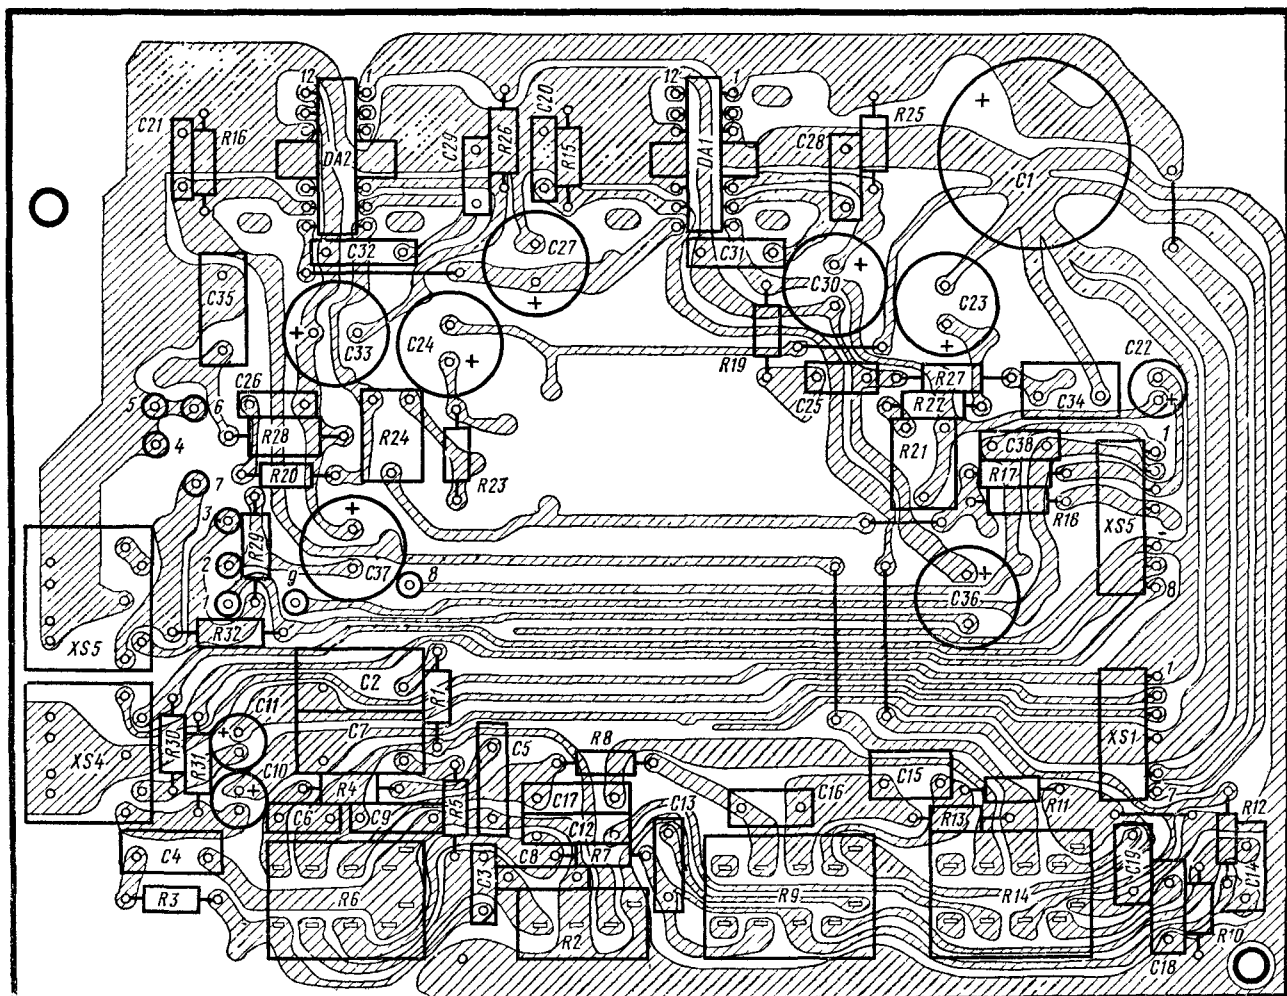 12
1
12
1
C21
R16
DA2
C29
R26
C20
R15
DA1
C28
R25
+
C1
C32
C27
+
C31
C30
+
C23
+
C35
+
C33
C24
+
R19
C22
+
C26
C25
R27
R22
C34
5
6
4
R28
R24
R21
C38
1
R20
R23
R17
7
R18
XS5
3
R29
+
2
C37
9
8
+
C36
8
1
R32
XS5
C2
R1
1
C11
+
C7
R30
R31
XS4
C5
R8
XS1
C10
+
R4
C15
7
C6
C9
R5
C17
C13
C16
R11
R12
C12
R13
C4
C8
R7
C19
C14
C3
R3
R6
R2
R9
R14
R10
C18